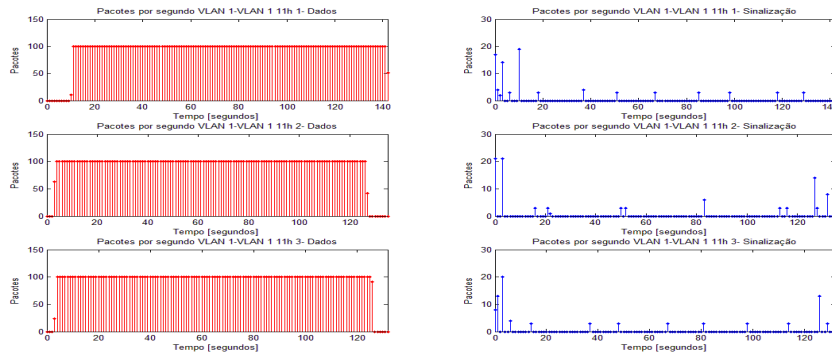 Pacotes por segundo VLAN 1-VLAN 1 11h 1- Dados
150
100
50
0
Pacotes
0 20 40 60 80 100 120 140
Tempo [segundos]
Pacotes por segundo VLAN 1-VLAN 1 11h 1- Sinalização
30
20
10
0
Pacotes
0 20 40 60 80 100 120 140
Tempo [segundos]
Pacotes por segundo VLAN 1-VLAN 1 11h 2- Dados
150
100
50
0
Pacotes
0 20 40 60 80 100 120
Tempo [segundos]
Pacotes por segundo VLAN 1-VLAN 1 11h 2- Sinalização
30
20
10
0
Pacotes
0 20 40 60 80 100 120
Tempo [segundos]
Pacotes por segundo VLAN 1-VLAN 1 11h 3- Dados
150
100
50
0
Pacotes
0 20 40 60 80 100 120
Tempo [segundos]
Pacotes por segundo VLAN 1-VLAN 1 11h 3- Sinalização
30
20
10
0
Pacotes
0 20 40 60 80 100 120
Tempo [segundos]